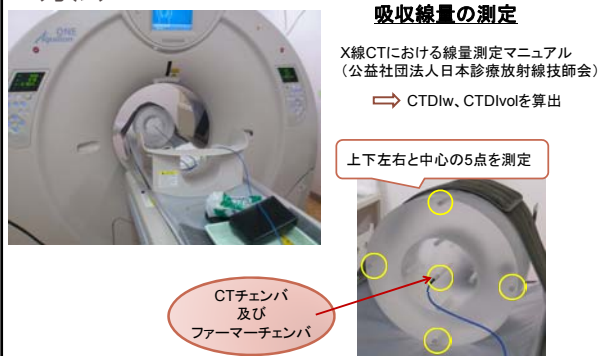 吸収線量の測定
X線CTにおける線量測定マニュアル
(公益社団法人日本診療放射線技師会)
CTDIw、CTDIvolを算出
上下左右と中心の5点を測定
CTチェンバ
及び
ファーマーチェンバ
Aquilion ONE